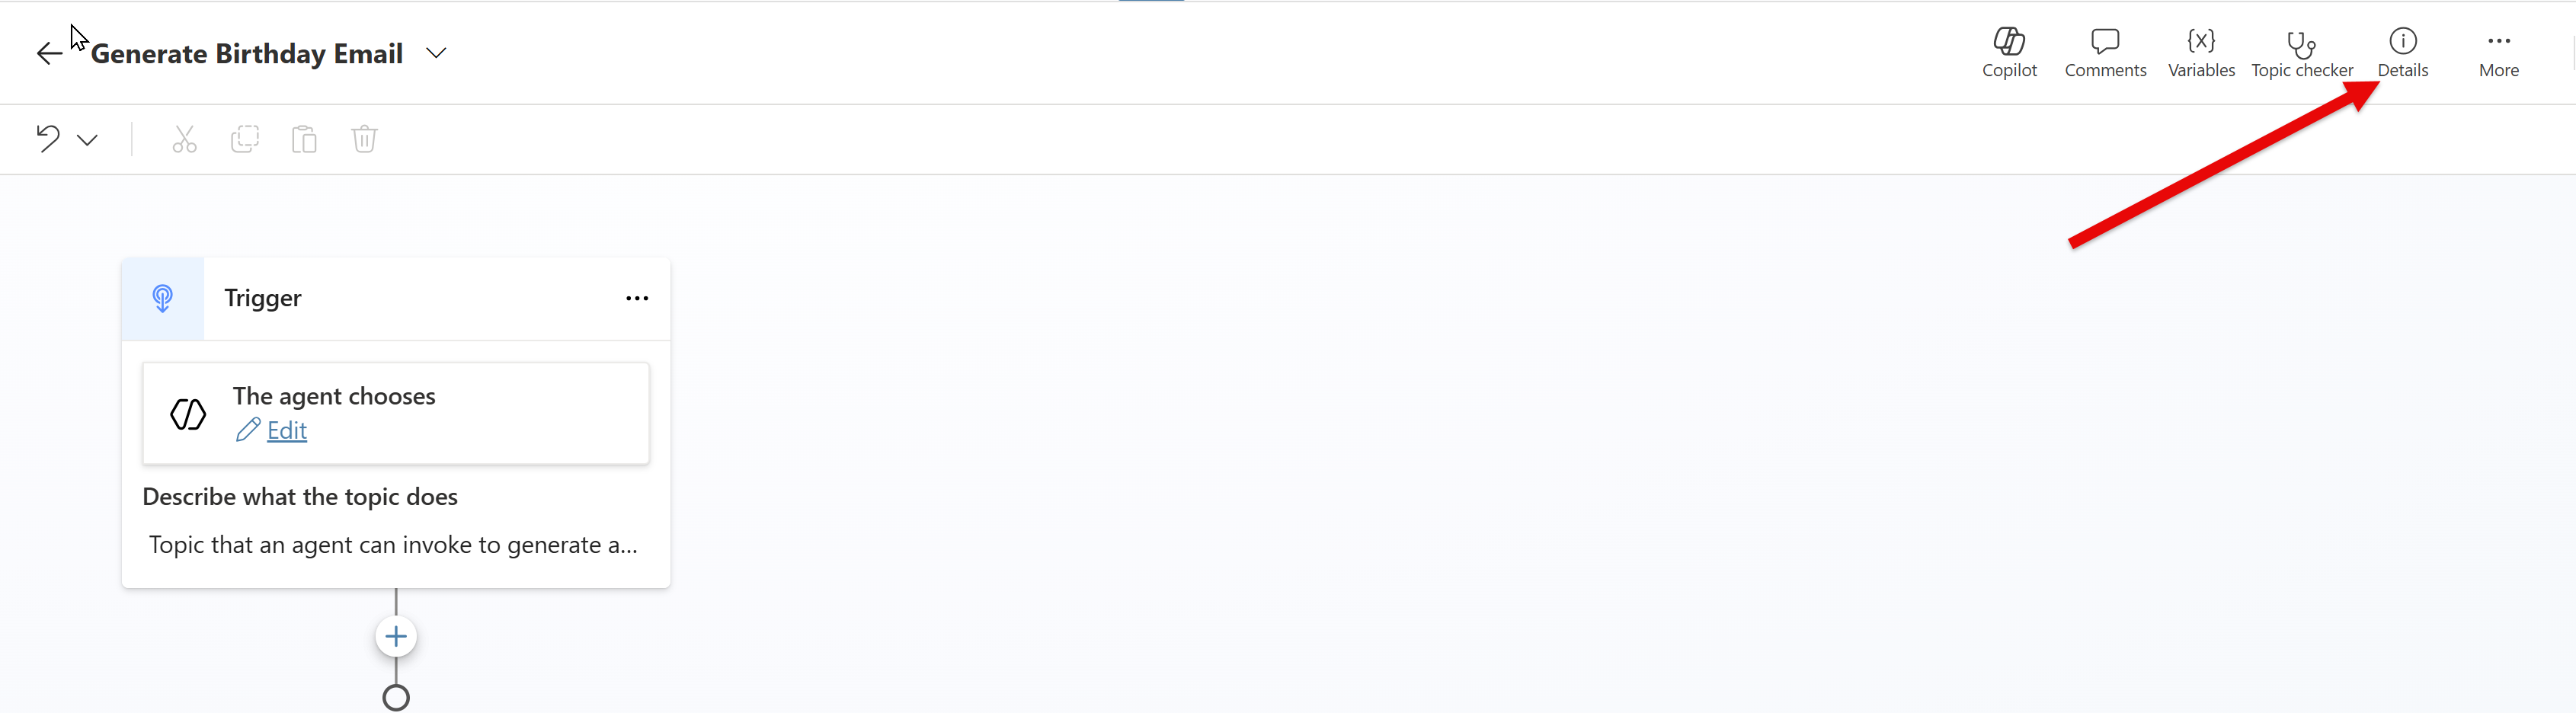 Generate Birthday Email
Copilot
Comments
{x}
Variables
Topic checker
Details
More
Trigger
The agent chooses
Edit
Describe what the topic does
Topic that an agent can invoke to generate a...